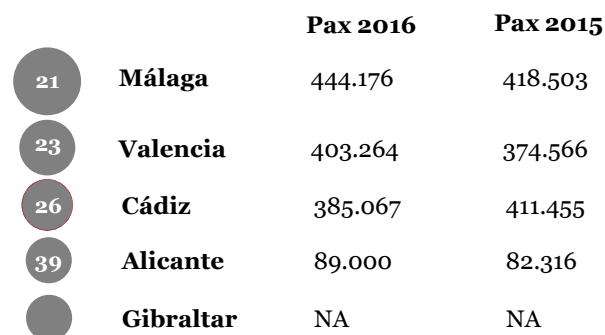 Pax 2016 Pax 2015
21 Málaga 444.176 418.503
23 Valencia 403.264 374.566
26 Cádiz 385.067 411.455
39 Alicante 89.000 82.316
Gibraltar NA NA